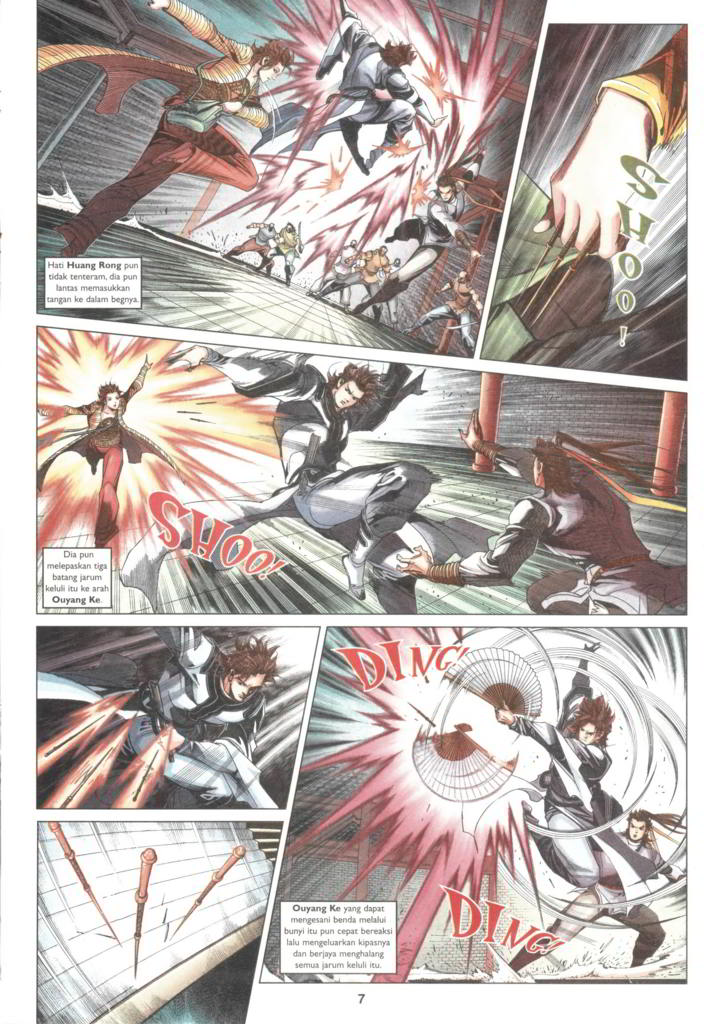 Hati Huang Rong pun
tidak tenteram, dia pun
lantas memasukkan
tangan ke dalam begnya.
SHOO!
SHOO!
Dia pun
melepaskan tiga
batang jarum
keluli itu ke arah
Ouyang Ke.
DING!
DING!
Ouyang Ke yang dapat
mengesani benda melalui
bunyi itu pun cepat bereaksi
lalu mengeluarkan kipasnya
dan berjaya menghalang
semua jarum keluli itu.
7